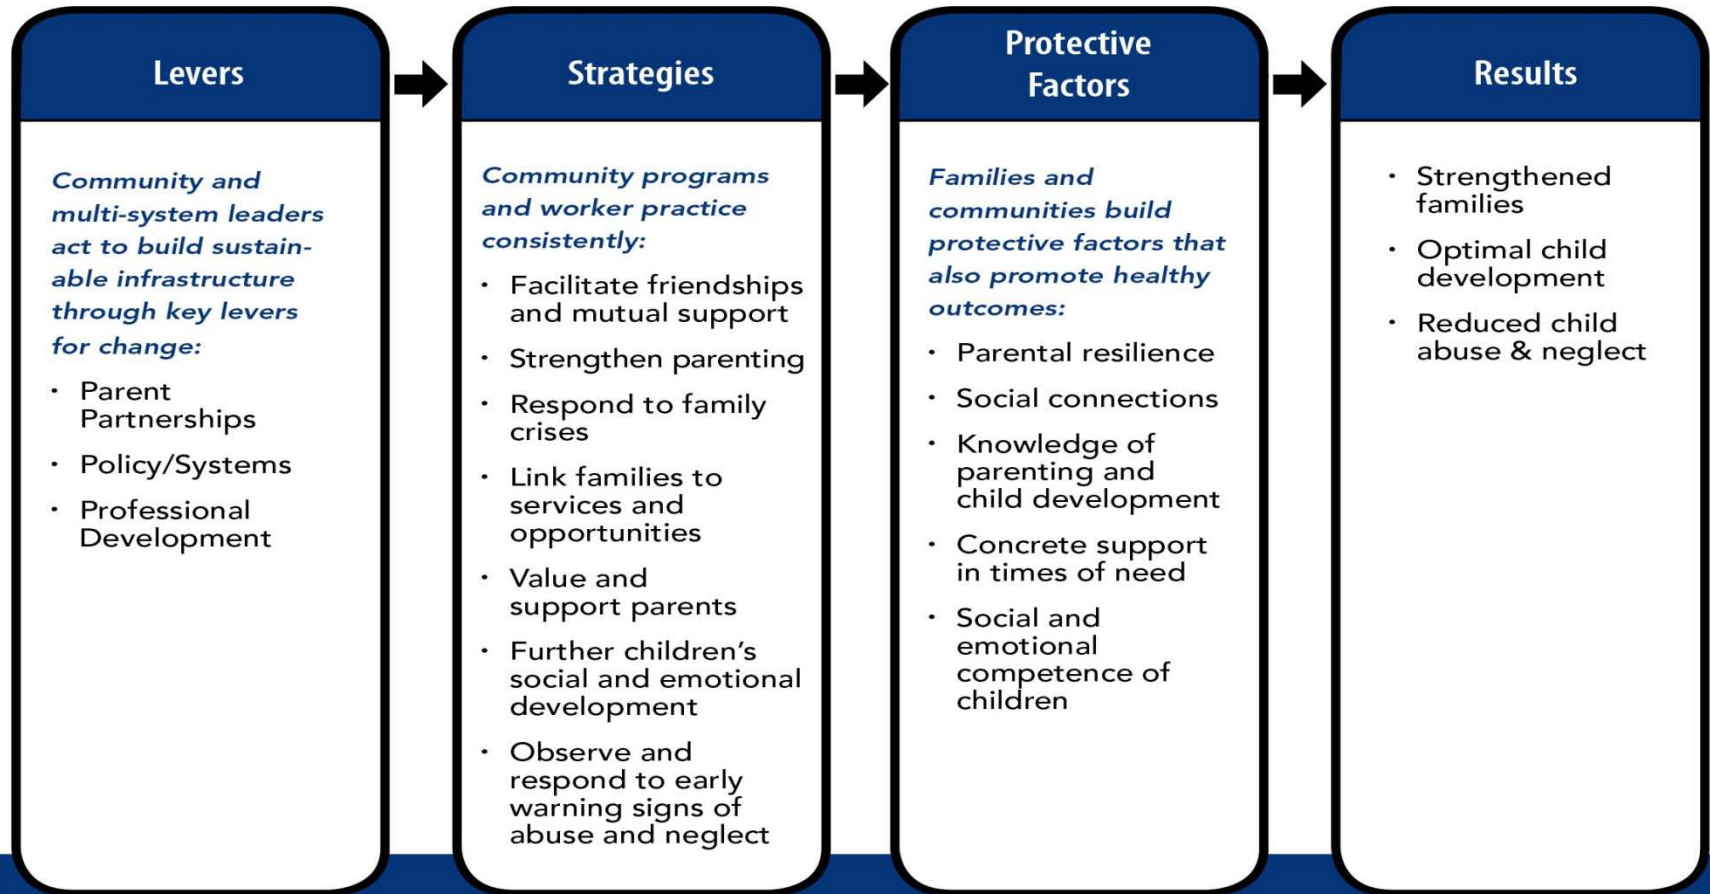 Levers
Community and
multi-system leaders
act to build sustain-
able infrastructure
through key levers
for change:
· Parent
Partnerships
· Policy/Systems
· Professional
Development
Strategies
Community programs
and worker practice
consistently:
· Facilitate friendships
and mutual support
· Strengthen parenting
· Respond to family
crises
· Link families to
services and
opportunities
· Value and
support parents
· Further children’s
social and emotional
development
· Observe and
respond to early
warning signs of
abuse and neglect
Protective
Factors
Families and
communities build
protective factors that
also promote healthy
outcomes:
· Parental resilience
· Social connections
· Knowledge of
parenting and
child development
· Concrete support
in times of need
· Social and
emotional
competence of
children
Results
· Strengthened
families
· Optimal child
development
· Reduced child
abuse & neglect